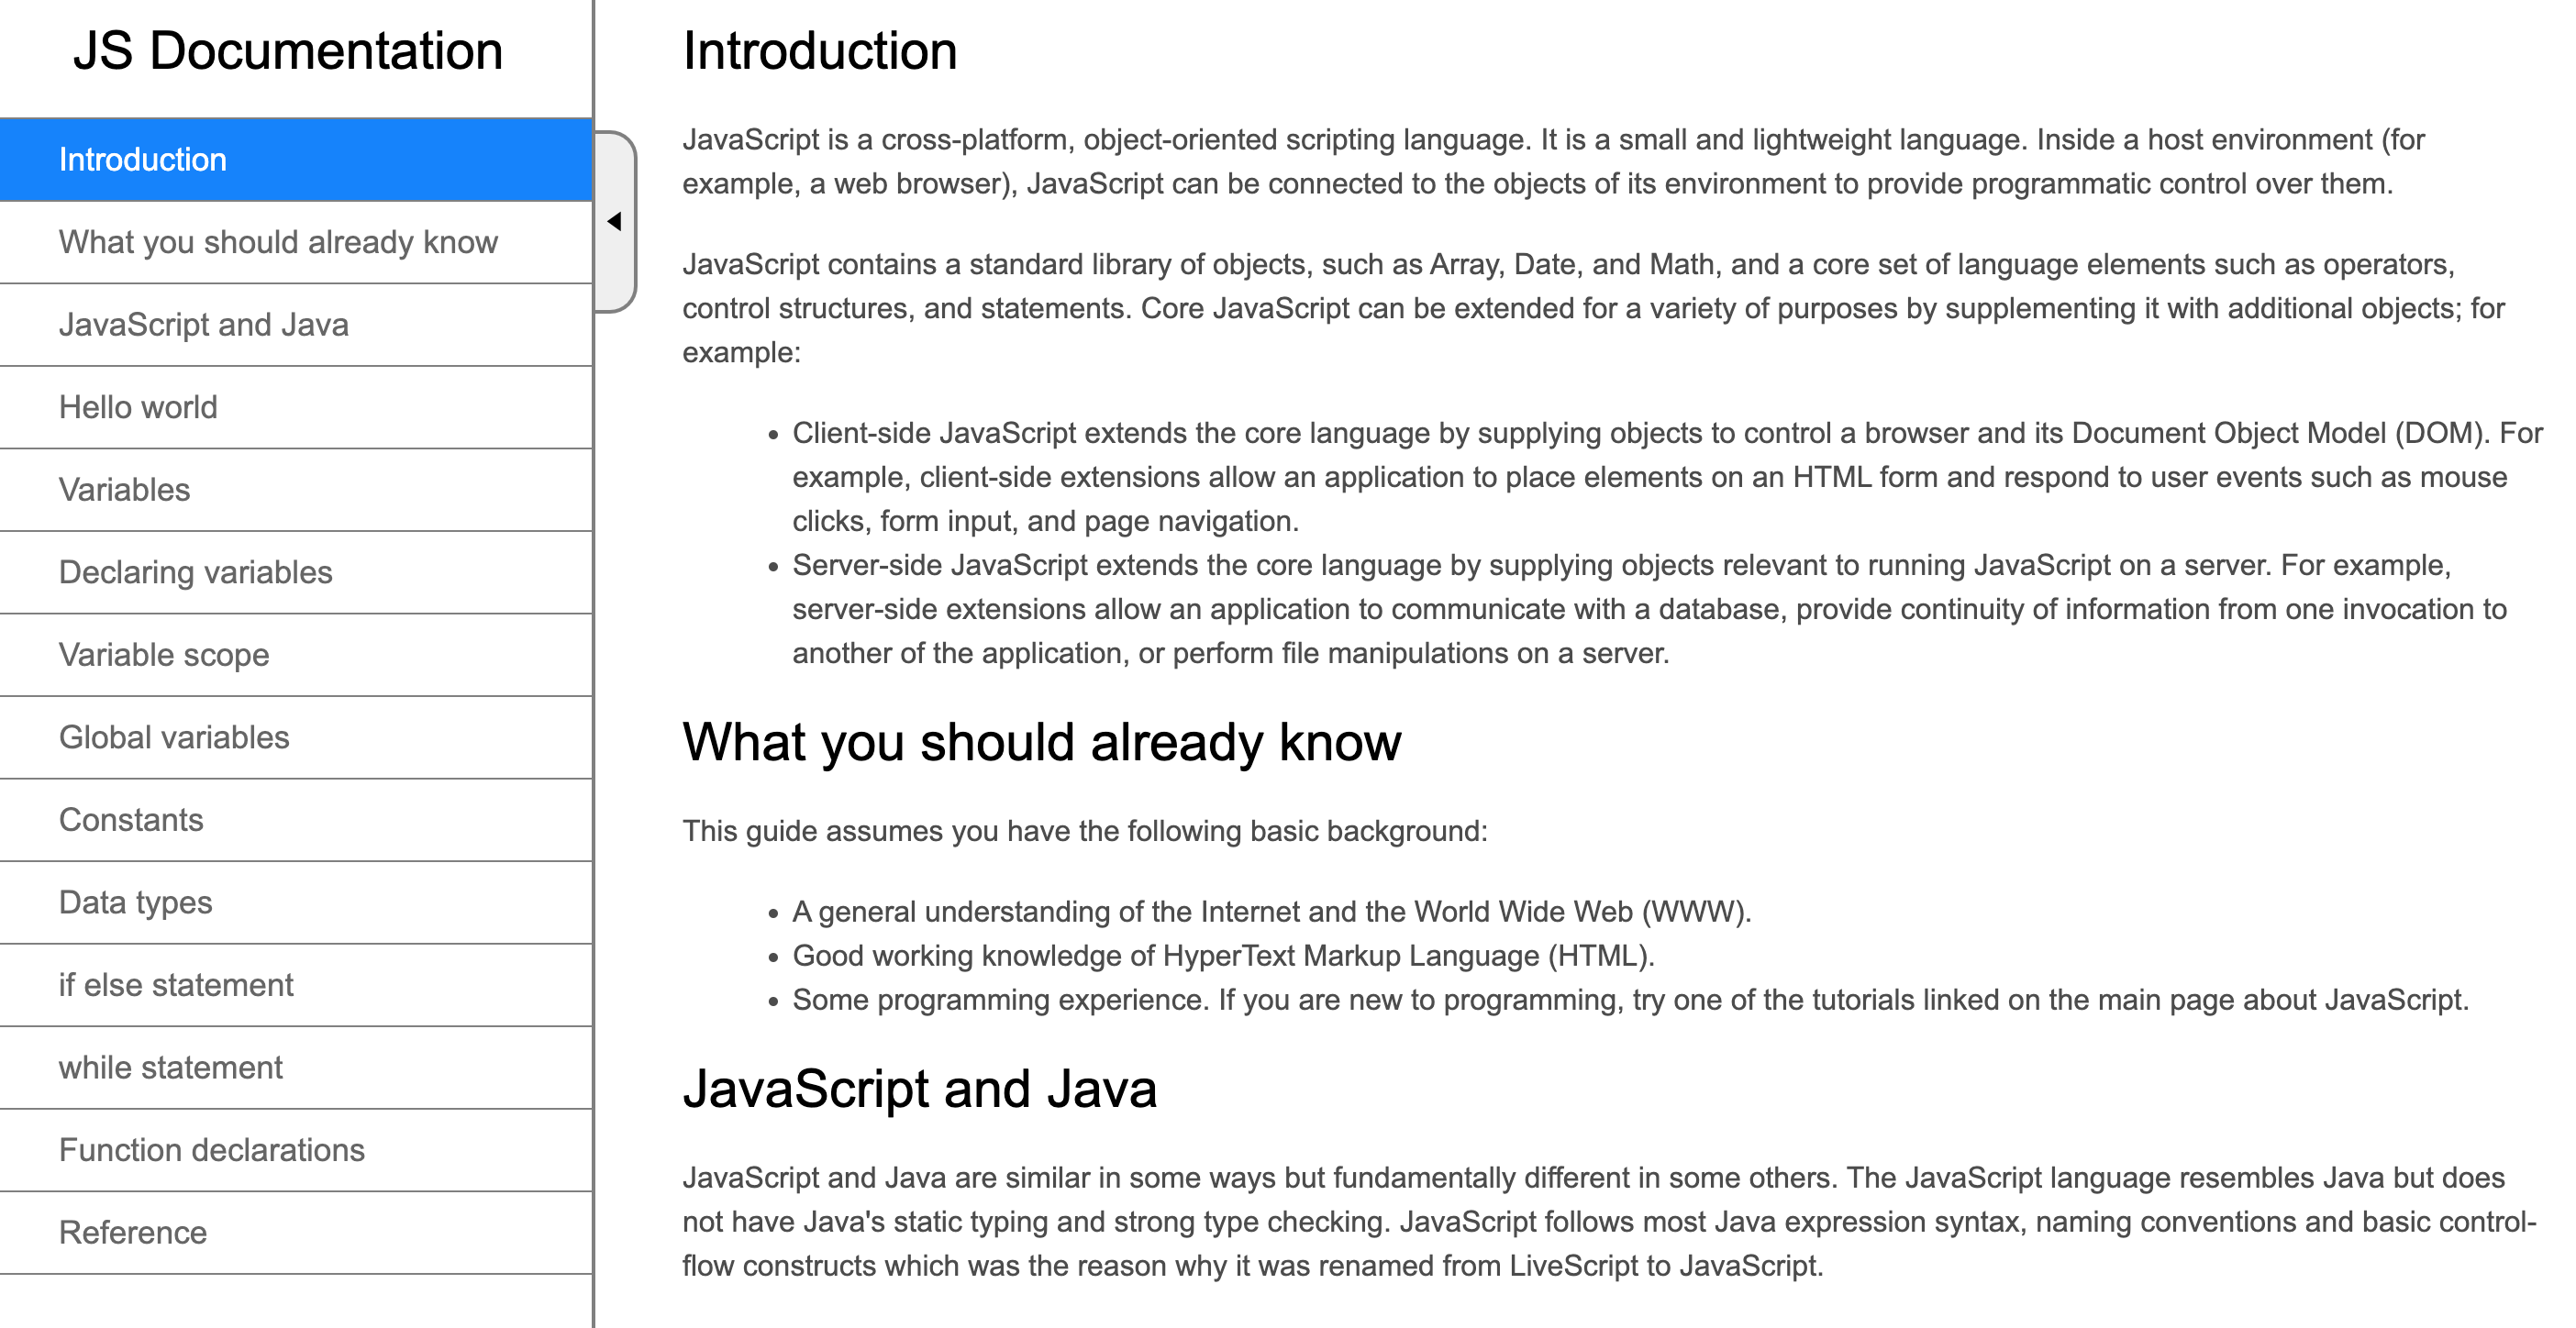 JS Documentation
Introduction
What you should already know
JavaScript and Java
Hello world
Variables
Declaring variables
Variable scope
Global variables
Constants
Data types
if else statement
while statement
Function declarations
Reference
Introduction
JavaScript is a cross-platform, object-oriented scripting language. It is a small and lightweight language. Inside a host environment (for
example, a web browser), JavaScript can be connected to the objects of its environment to provide programmatic control over them.
JavaScript contains a standard library of objects, such as Array, Date, and Math, and a core set of language elements such as operators,
control structures, and statements. Core JavaScript can be extended for a variety of purposes by supplementing it with additional objects; for
example:
• Client-side JavaScript extends the core language by supplying objects to control a browser and its Document Object Model (DOM). For
example, client-side extensions allow an application to place elements on an HTML form and respond to user events such as mouse
clicks, form input, and page navigation.
• Server-side JavaScript extends the core language by supplying objects relevant to running JavaScript on a server. For example,
server-side extensions allow an application to communicate with a database, provide continuity of information from one invocation to
another of the application, or perform file manipulations on a server.
What you should already know
This guide assumes you have the following basic background:
• A general understanding of the Internet and the World Wide Web (WWW).
• Good working knowledge of HyperText Markup Language (HTML).
• Some programming experience. If you are new to programming, try one of the tutorials linked on the main page about JavaScript.
JavaScript and Java
JavaScript and Java are similar in some ways but fundamentally different in some others. The JavaScript language resembles Java but does
not have Java's static typing and strong type checking. JavaScript follows most Java expression syntax, naming conventions and basic control-
flow constructs which was the reason why it was renamed from LiveScript to JavaScript.